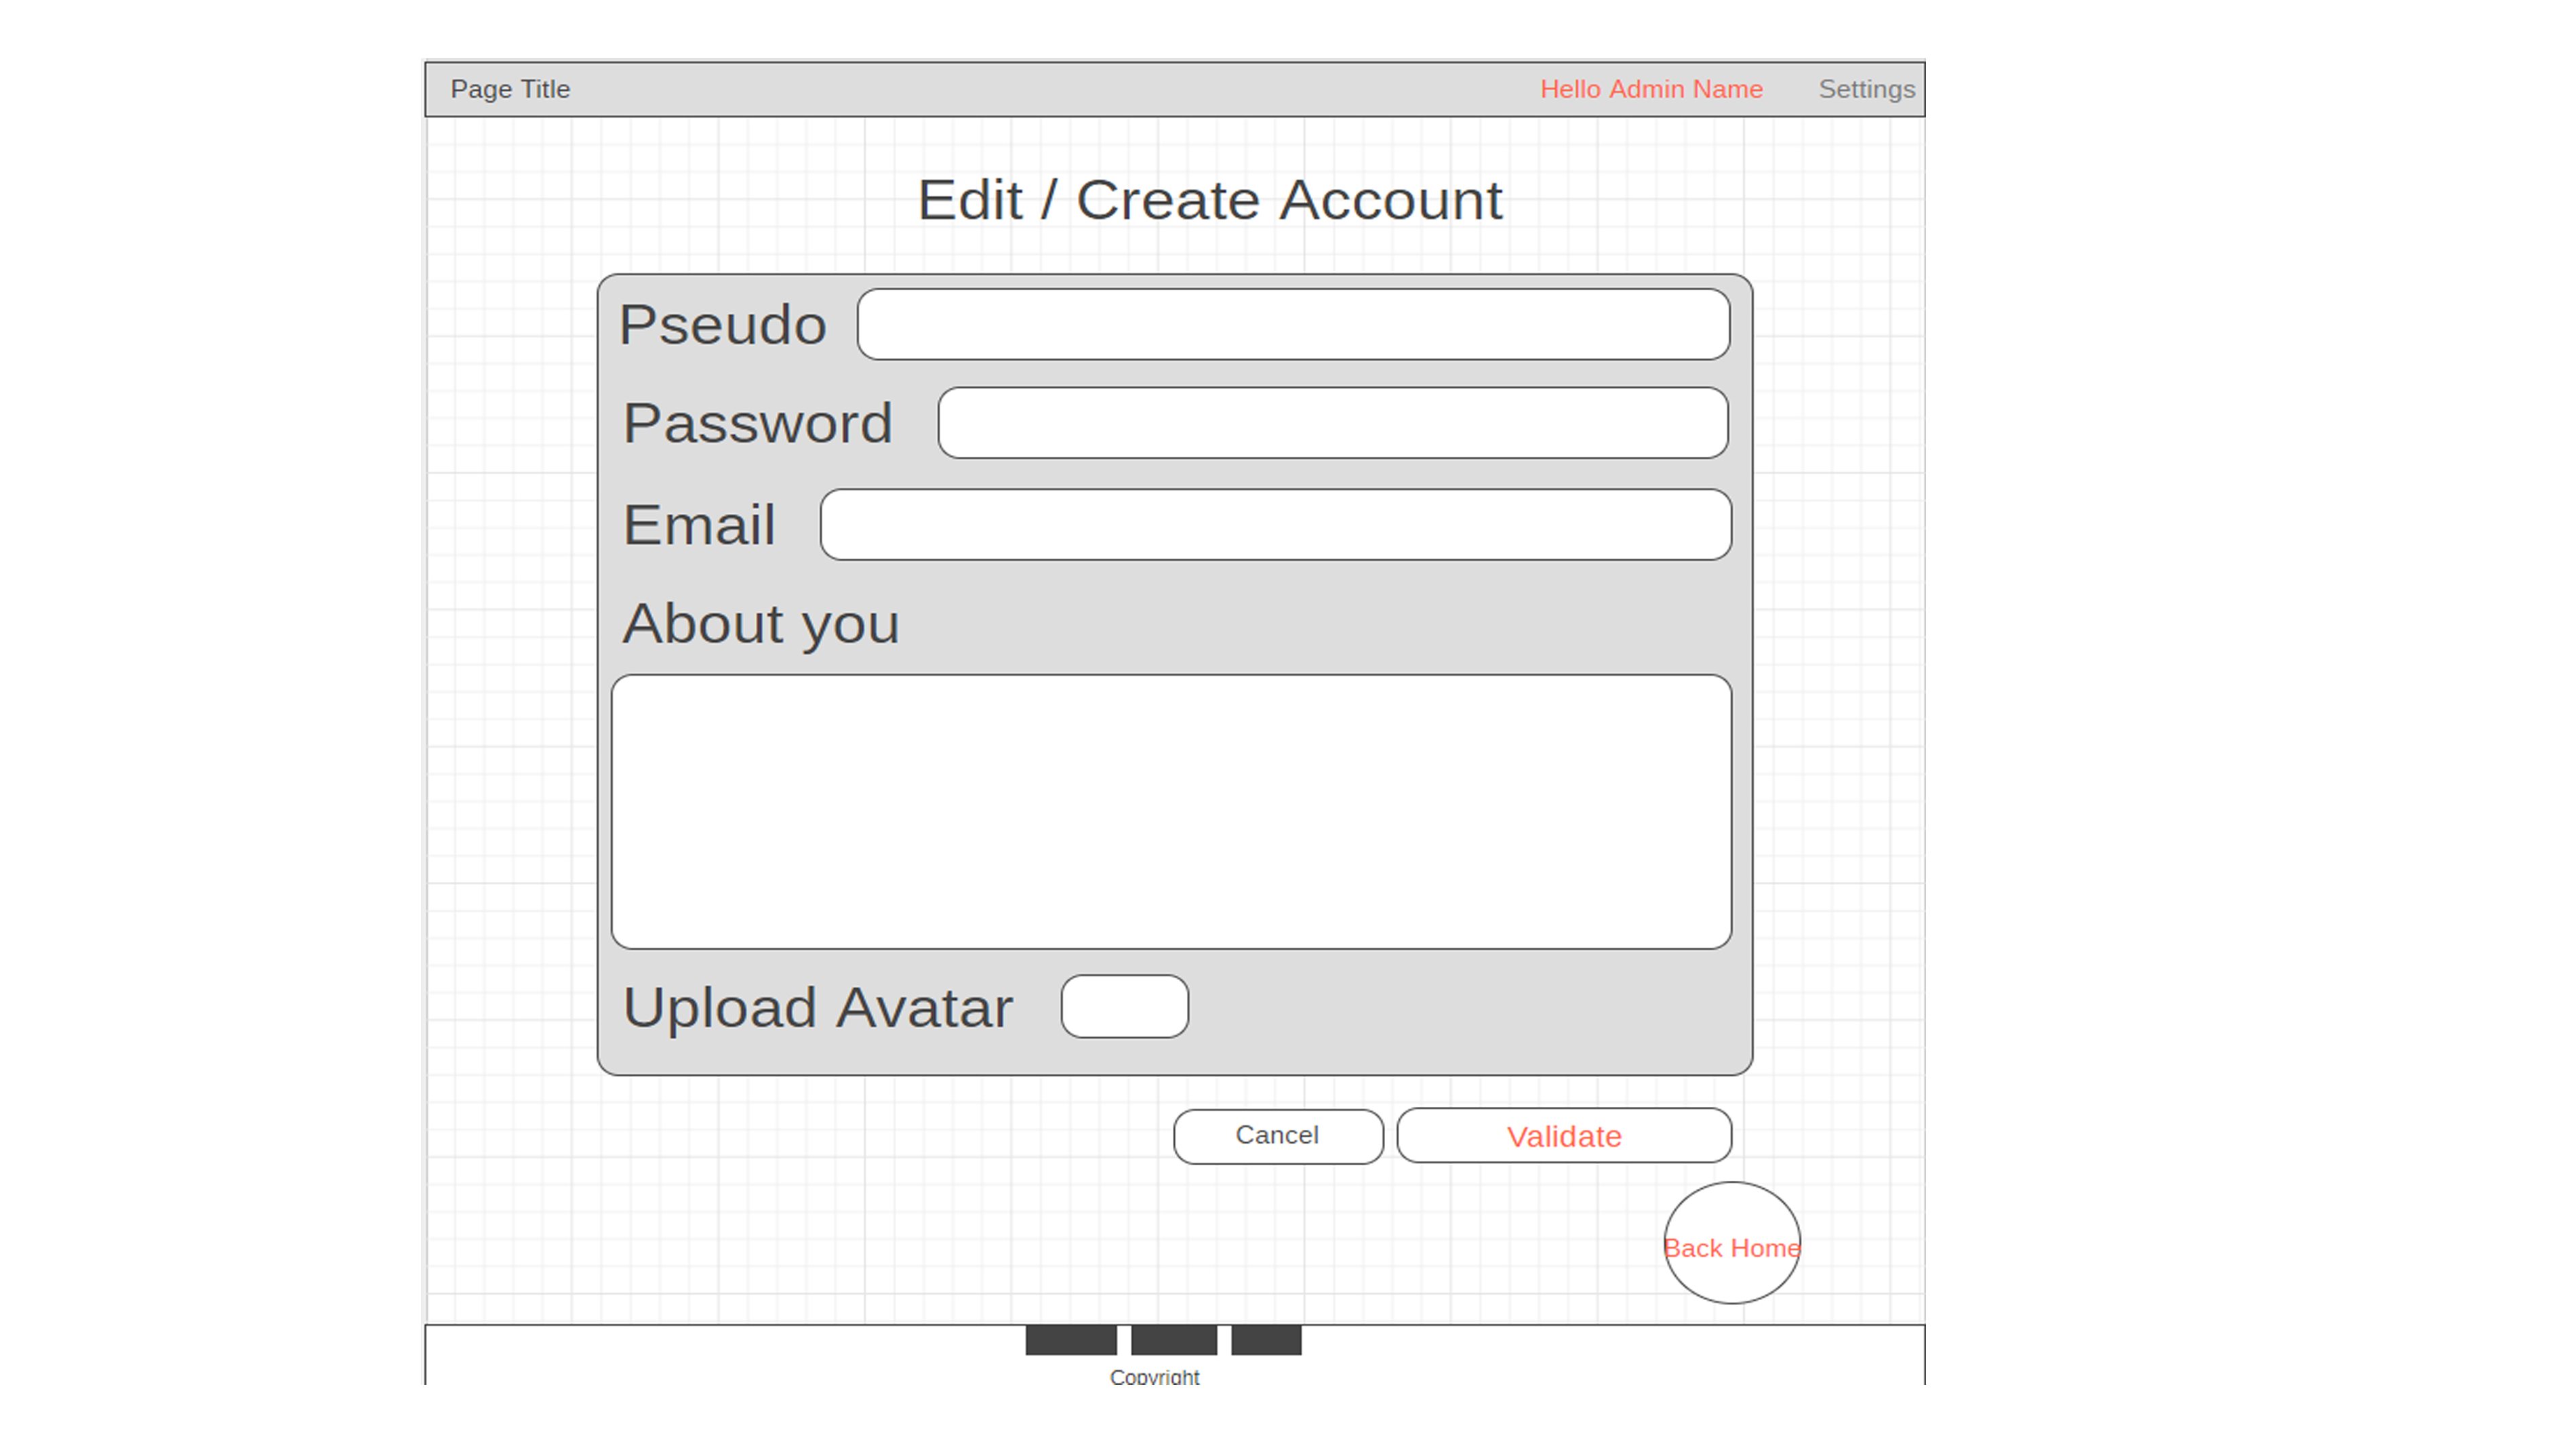 Page Title
Hello Admin Name
Settings
Edit / Create Account
Pseudo
Password
Email
About you
Upload Avatar
Cancel
Validate
Back Home
Copyright